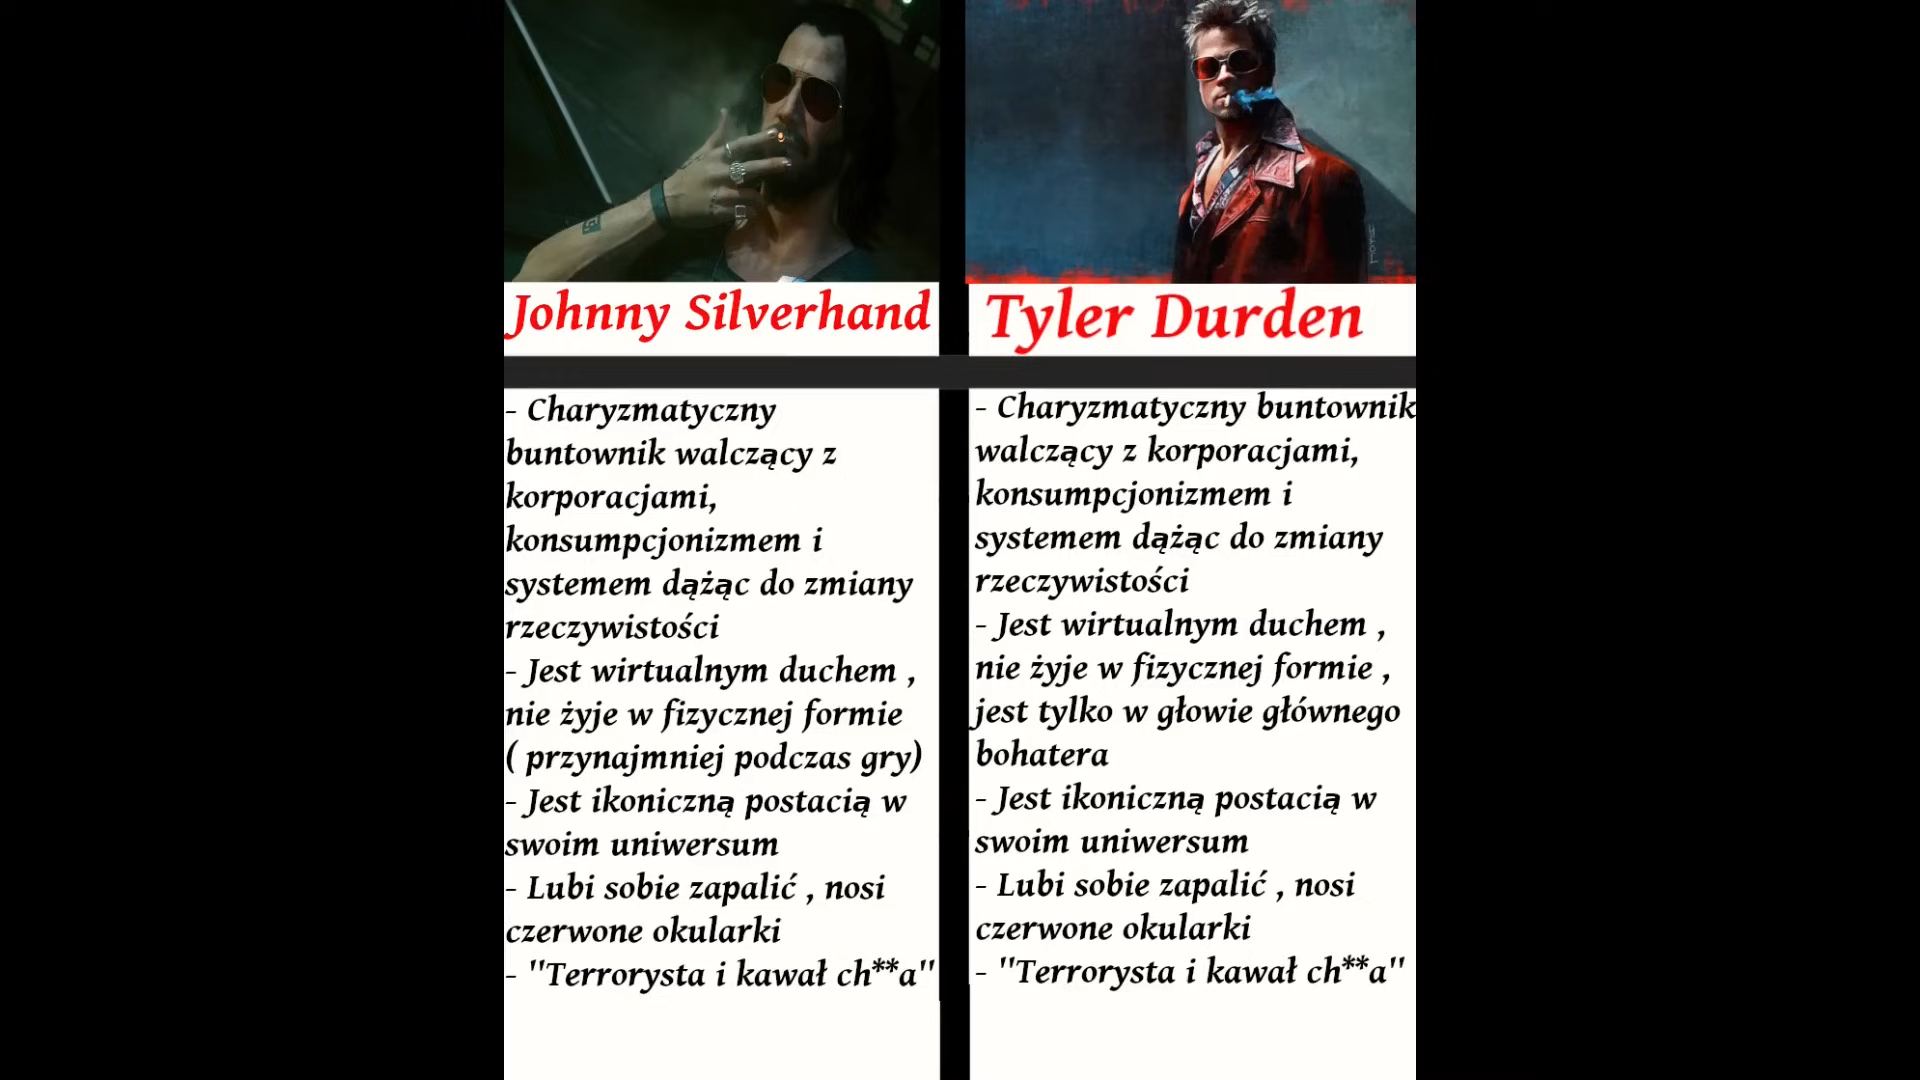 Johnny Silverhand
- Charyzmatyczny
buntownik walczący z
korporacjami,
konsumpcjonizmem i
systemem dążąc do zmiany
rzeczywistości
- Jest wirtualnym duchem ,
nie żyje w fizycznej formie
( przynajmniej podczas gry)
- Jest ikoniczną postacią w
swoim uniwersum
- Lubi sobie zapalić , nosi
czerwone okularki
- "Terrorysta i kawał ch**a"
Tyler Durden
- Charyzmatyczny buntownik
walczący z korporacjami,
konsumpcjonizmem i
systemem dążąc do zmiany
rzeczywistości
- Jest wirtualnym duchem ,
nie żyje w fizycznej formie ,
jest tylko w głowie głównego
bohatera
- Jest ikoniczną postacią w
swoim uniwersum
- Lubi sobie zapalić , nosi
czerwone okularki
- "Terrorysta i kawał ch**a"